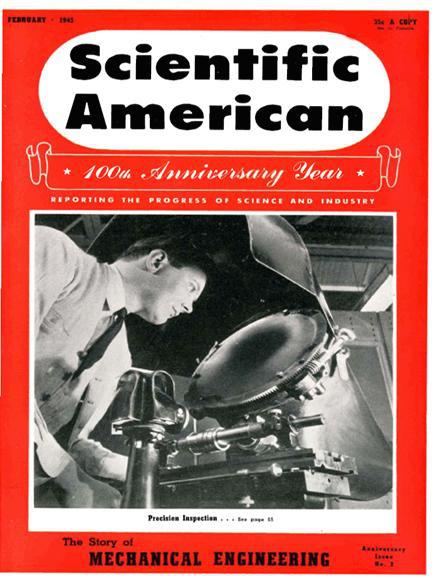 FEBRUARY · 1945
35c A COPY
Scientific
American
★ 100th Anniversary Year ★
REPORTING THE PROGRESS OF SCIENCE AND INDUSTRY
Precision Inspection . . . See page 85
The Story of
MECHANICAL ENGINEERING
Anniversary
Issue
No. 2